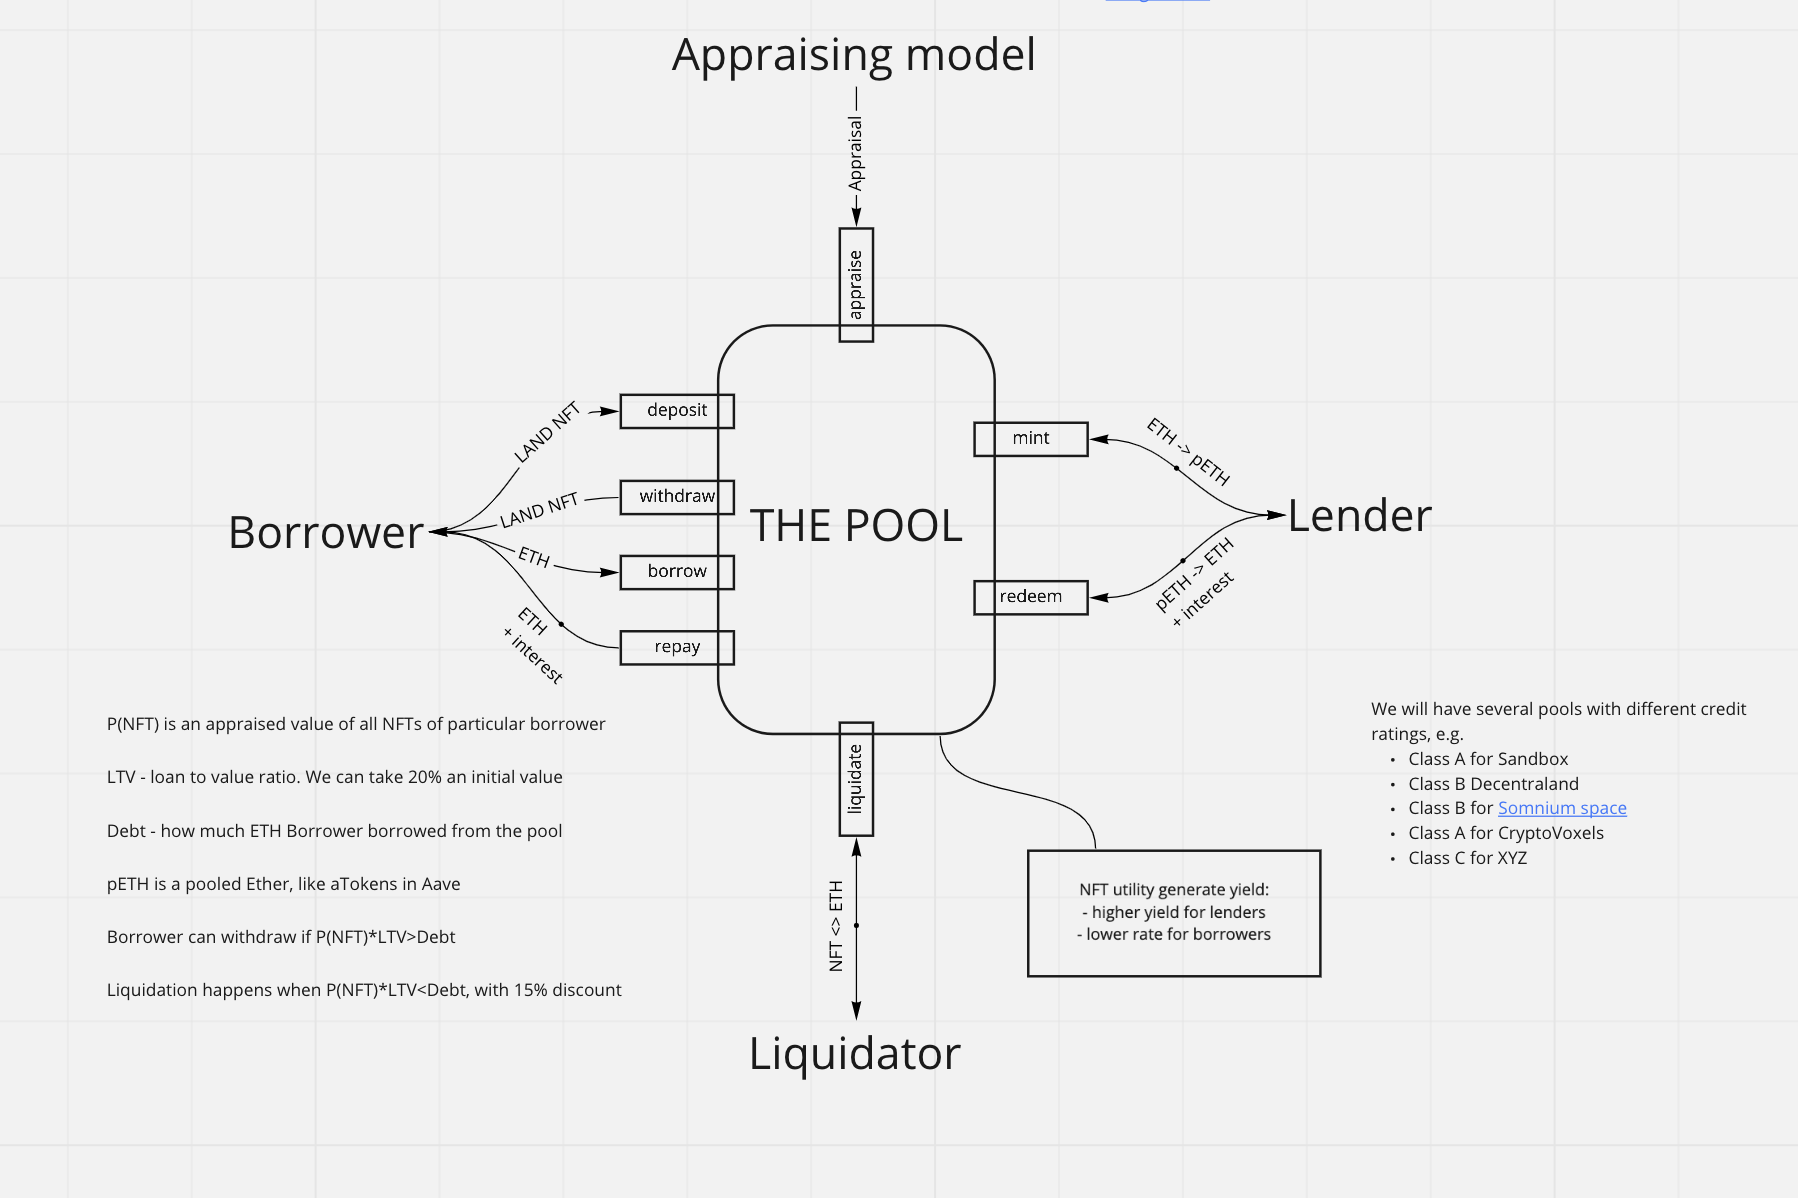 Appraising model
Appraisal
appraise
deposit
LAND NFT
withdraw
LAND NFT
borrow
ETH
repay
ETH
+ interest
Borrower
THE POOL
mint
ETH -> pETH
redeem
pETH -> ETH
+ interest
Lender
liquidate
NFT <> ETH
Liquidator
P(NFT) is an appraised value of all NFTs of particular borrower
LTV - loan to value ratio. We can take 20% an initial value
Debt - how much ETH Borrower borrowed from the pool
pETH is a pooled Ether, like aTokens in Aave
Borrower can withdraw if P(NFT)*LTV>Debt
Liquidation happens when P(NFT)*LTV<Debt, with 15% discount
NFT utility generate yield:
- higher yield for lenders
- lower rate for borrowers
We will have several pools with different credit
ratings, e.g.
• Class A for Sandbox
• Class B Decentraland
• Class B for Somnium space
• Class A for CryptoVoxels
• Class C for XYZ